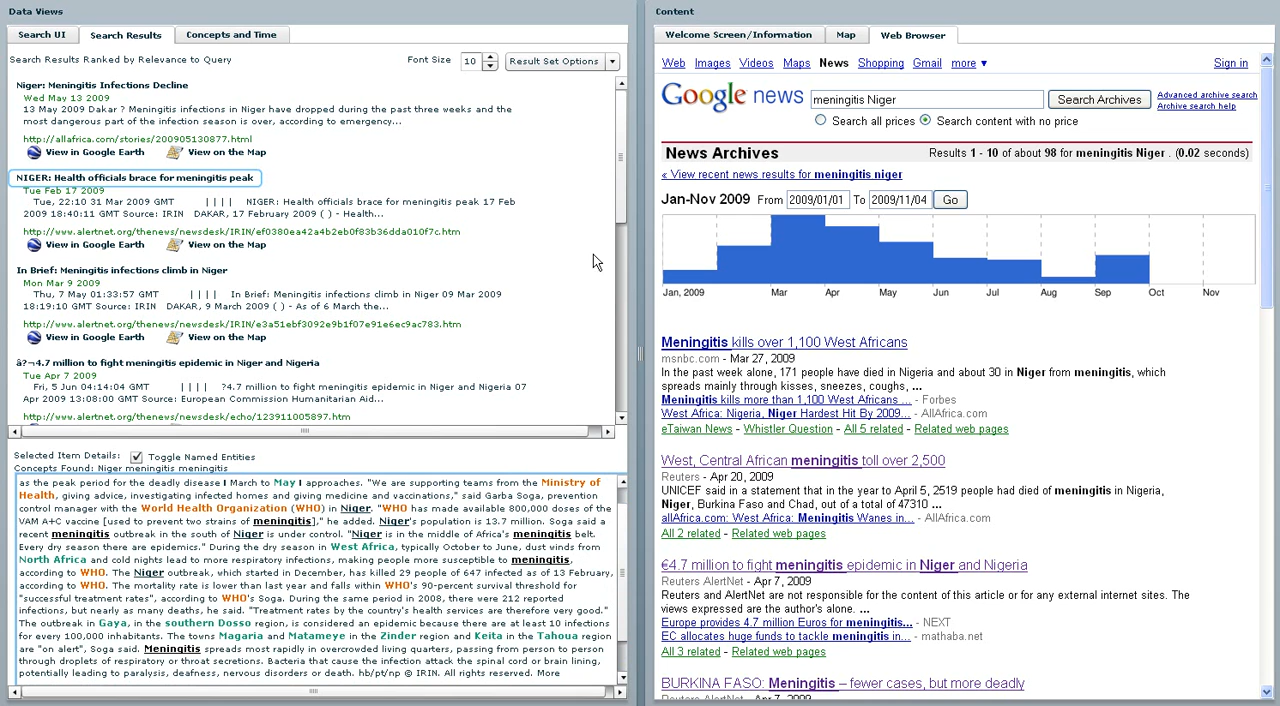 Data Views
Search UI
Search Results
Concepts and Time
Search Results Ranked by Relevance to Query
Font Size
10
Result Set Options
Niger: Meningitis Infections Decline
Wed May 13 2009
13 May 2009 Dakar ? Meningitis infections in Niger have dropped during the past three weeks and the
most dangerous part of the infection season is over, according to emergency...
http://allafrica.com/stories/200905130877.html
View in Google Earth
View on the Map
NIGER: Health officials brace for meningitis peak
Tue Feb 17 2009
Tue, 22:10 31 Mar 2009 GMT | | | | NIGER: Health officials brace for meningitis peak 17 Feb
2009 18:40:11 GMT Source: IRIN DAKAR, 17 February 2009 ( ) - Health...
http://www.alertnet.org/thenews/newsdesk/IRIN/ef0380ea42a4b2eb0f83b36dda010f7c.htm
View in Google Earth
View on the Map
In Brief: Meningitis infections climb in Niger
Mon Mar 9 2009
Thu, 7 May 01:33:57 GMT | | | | In Brief: Meningitis infections climb in Niger 09 Mar 2009
18:19:10 GMT Source: IRIN DAKAR, 9 March 2009 ( ) - As of 6 March the...
http://www.alertnet.org/thenews/newsdesk/IRIN/e3a51ebf3092e9b1f07e91e6ec9ac783.htm
View in Google Earth
View on the Map
â?¬4.7 million to fight meningitis epidemic in Niger and Nigeria
Tue Apr 7 2009
Fri, 5 Jun 04:14:04 GMT | | | | ?4.7 million to fight meningitis epidemic in Niger and Nigeria 07
Apr 2009 13:08:00 GMT Source: European Commission Humanitarian Aid...
http://www.alertnet.org/thenews/newsdesk/echo/123911005897.htm
Selected Item Details:
Toggle Named Entities
Concepts Found: Niger meningitis meningitis
as the peak period for the deadly disease I March to May I approaches. "We are supporting teams from the Ministry of
Health, giving advice, investigating infected homes and giving medicine and vaccinations," said Garba Soga, prevention
control manager with the World Health Organization (WHO) in Niger. "WHO has made available 800,000 doses of the
VAM A+C vaccine [used to prevent two strains of meningitis]," he added. Niger's population is 13.7 million. Soga said a
recent meningitis outbreak in the south of Niger is under control. "Niger is in the middle of Africa's meningitis belt.
Every dry season there are epidemics." During the dry season in West Africa, typically October to June, dust winds from
North Africa and cold nights lead to more respiratory infections, making people more susceptible to meningitis,
according to WHO. The Niger outbreak, which started in December, has killed 29 people of 647 infected as of 13 February,
according to WHO. The mortality rate is lower than last year and falls within WHO's 90-percent survival threshold for
"successful treatment rates", according to WHO's Soga. During the same period in 2008, there were 212 reported
infections, but nearly as many deaths, he said. "Treatment rates by the country's health services are therefore very good."
The outbreak in Gaya, in the southern Dosso region, is considered an epidemic because there are at least 10 infections
for every 100,000 inhabitants. The towns Magaria and Matameye in the Zinder region and Keita in the Tahoua region
are "on alert", Soga said. Meningitis spreads most rapidly in overcrowded living quarters, passing from person to person
through droplets of respiratory or throat secretions. Bacteria that cause the infection attack the spinal cord or brain lining,
potentially leading to paralysis, deafness, nervous disorders or death. hb/pt/np © IRIN. All rights reserved. More
Content
Welcome Screen/Information
Map
Web Browser
Web Images Videos Maps News Shopping Gmail more ▼
Sign in
Google news
meningitis Niger
Search Archives
Advanced archive search
Archive search help
Search all prices
Search content with no price
News Archives
Results 1 - 10 of about 98 for meningitis Niger . (0.02 seconds)
« View recent news results for meningitis niger
Jan-Nov 2009 From 2009/01/01 To 2009/11/04 Go
Jan, 2009 Mar Apr May Jun Jul Aug Sep Oct Nov
Meningitis kills over 1,100 West Africans
msnbc.com - Mar 27, 2009
In the past week alone, 171 people have died in Nigeria and about 30 in Niger from meningitis, which
spreads mainly through kisses, sneezes, coughs, ...
Meningitis kills more than 1,100 West Africans ... - Forbes
West Africa: Nigeria, Niger Hardest Hit By 2009... - AllAfrica.com
eTaiwan News - Whistler Question - All 5 related - Related web pages
West, Central African meningitis toll over 2,500
Reuters - Apr 20, 2009
UNICEF said in a statement that in the year to April 5, 2519 people had died of meningitis in Nigeria,
Niger, Burkina Faso and Chad, out of a total of 47310 ...
allAfrica.com: West Africa: Meningitis Wanes in... - AllAfrica.com
All 2 related - Related web pages
€4.7 million to fight meningitis epidemic in Niger and Nigeria
Reuters AlertNet - Apr 7, 2009
Reuters and AlertNet are not responsible for the content of this article or for any external internet sites. The
views expressed are the author's alone. ...
Europe provides 4.7 million Euros for meningitis... - NEXT
EC allocates huge funds to tackle meningitis in... - mathaba.net
All 3 related - Related web pages
BURKINA FASO: Meningitis – fewer cases, but more deadly
Reuters AlertNet - Apr 7, 2009